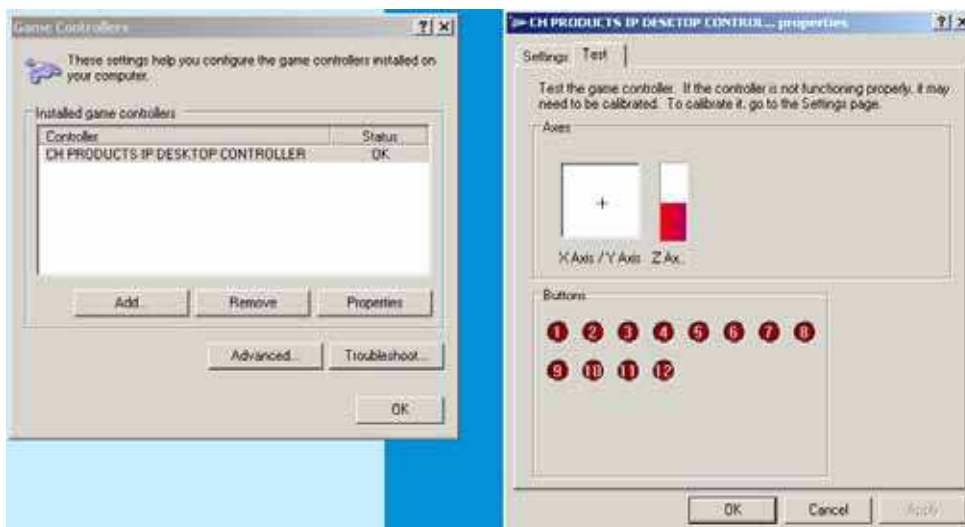 Game Controllers
These settings help you configure the game controllers installed on
your computer.
Installed game controllers
Controller Status
CH PRODUCTS IP DESKTOP CONTROLLER OK
Add...
Remove
Properties
Advanced...
Troubleshoot...
OK
CH PRODUCTS IP DESKTOP CONTROL... properties
Settings Test
Test the game controller. If the controller is not functioning properly, it may
need to be calibrated. To calibrate it, go to the Settings page.
Axes
X Axis / Y Axis Z Ax..
Buttons
1 2 3 4 5 6 7 8
9 10 11 12
OK Cancel Apply